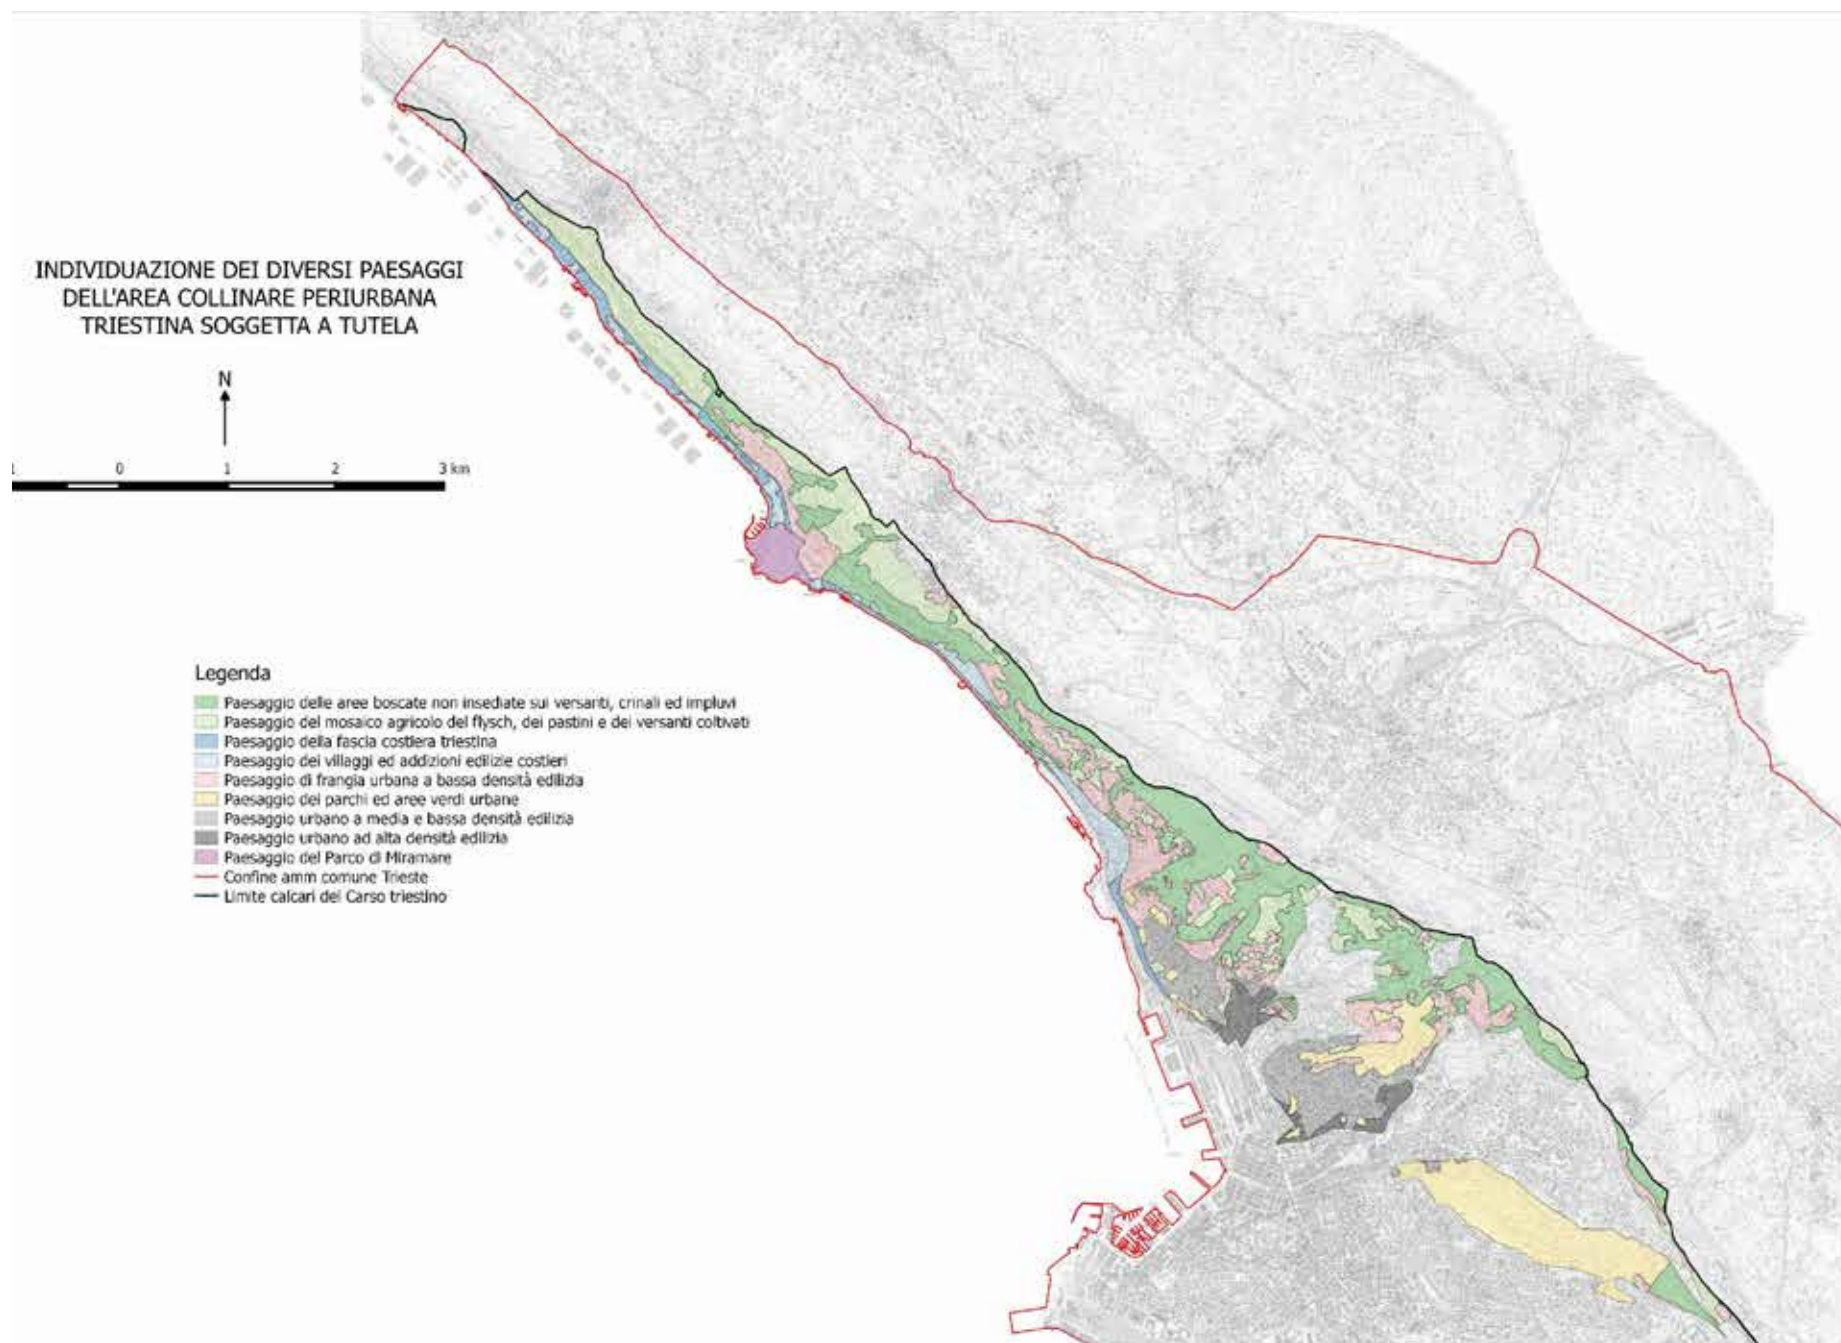 INDIVIDUAZIONE DEI DIVERSI PAESAGGI
DELL'AREA COLLINARE PERIURBANA
TRIESTINA SOGGETTA A TUTELA
N
1 0 1 2 3 km
Legenda
Paesaggio delle aree boscate non insediate sui versanti, crinali ed impluvi
Paesaggio del mosaico agricolo del flysch, dei pastini e dei versanti coltivati
Paesaggio della fascia costiera triestina
Paesaggio dei villaggi ed addizioni edilizie costieri
Paesaggio di frangia urbana a bassa densità edilizia
Paesaggio dei parchi ed aree verdi urbane
Paesaggio urbano a media e bassa densità edilizia
Paesaggio urbano ad alta densità edilizia
Paesaggio del Parco di Miramare
Confine amm comune Trieste
Limite calcari del Carso triestino